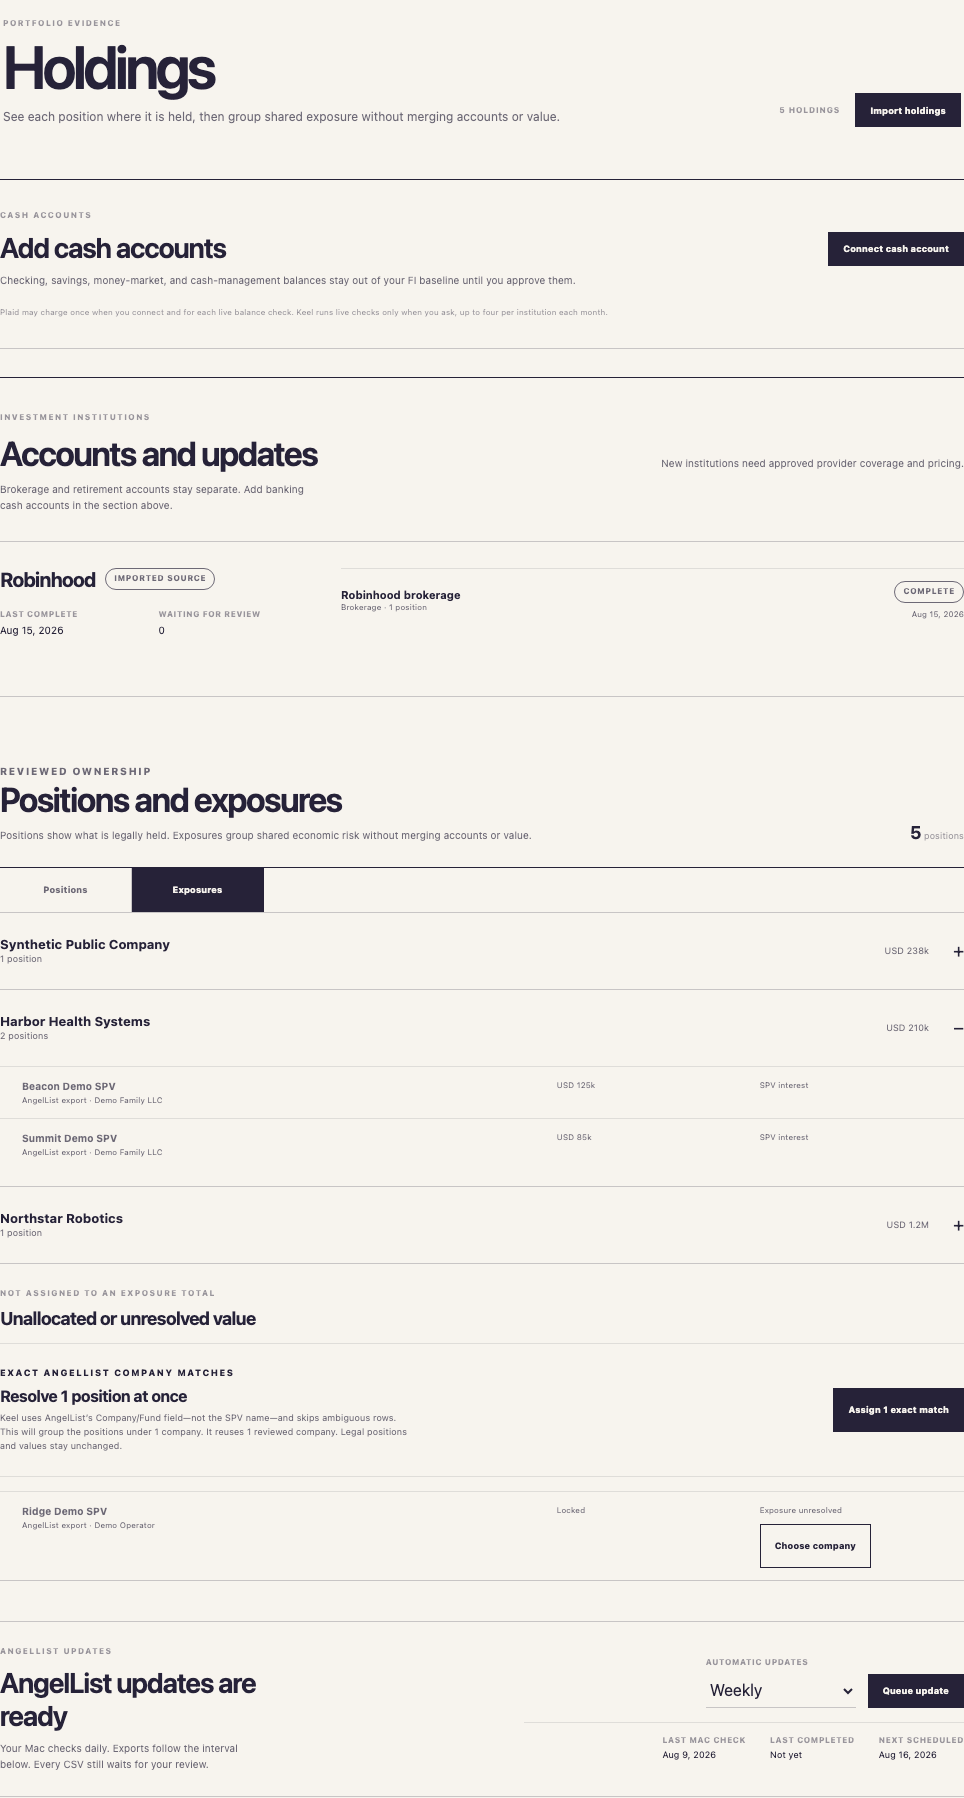 PORTFOLIO EVIDENCE
Holdings
See each position where it is held, then group shared exposure without merging accounts or value.
5 HOLDINGS
Import holdings
CASH ACCOUNTS
Add cash accounts
Connect cash account
Checking, savings, money-market, and cash-management balances stay out of your FI baseline until you approve them.
Plaid may charge once when you connect and for each live balance check. Keel runs live checks only when you ask, up to four per institution each month.
INVESTMENT INSTITUTIONS
Accounts and updates
New institutions need approved provider coverage and pricing.
Brokerage and retirement accounts stay separate. Add banking
cash accounts in the section above.
Robinhood
IMPORTED SOURCE
LAST COMPLETE
Aug 15, 2026
WAITING FOR REVIEW
0
Robinhood brokerage
Brokerage · 1 position
COMPLETE
Aug 15, 2026
REVIEWED OWNERSHIP
Positions and exposures
Positions show what is legally held. Exposures group shared economic risk without merging accounts or value.
5 positions
Positions
Exposures
Synthetic Public Company
1 position
USD 238k
+
Harbor Health Systems
2 positions
USD 210k
−
Beacon Demo SPV
AngelList export · Demo Family LLC
USD 125k
SPV interest
Summit Demo SPV
AngelList export · Demo Family LLC
USD 85k
SPV interest
Northstar Robotics
1 position
USD 1.2M
+
NOT ASSIGNED TO AN EXPOSURE TOTAL
Unallocated or unresolved value
EXACT ANGELLIST COMPANY MATCHES
Resolve 1 position at once
Keel uses AngelList's Company/Fund field—not the SPV name—and skips ambiguous rows.
This will group the positions under 1 company. It reuses 1 reviewed company. Legal positions
and values stay unchanged.
Assign 1 exact match
Ridge Demo SPV
AngelList export · Demo Operator
Locked
Exposure unresolved
Choose company
ANGELLIST UPDATES
AngelList updates are
ready
Your Mac checks daily. Exports follow the interval
below. Every CSV still waits for your review.
AUTOMATIC UPDATES
Weekly
Queue update
LAST MAC CHECK
Aug 9, 2026
LAST COMPLETED
Not yet
NEXT SCHEDULED
Aug 16, 2026